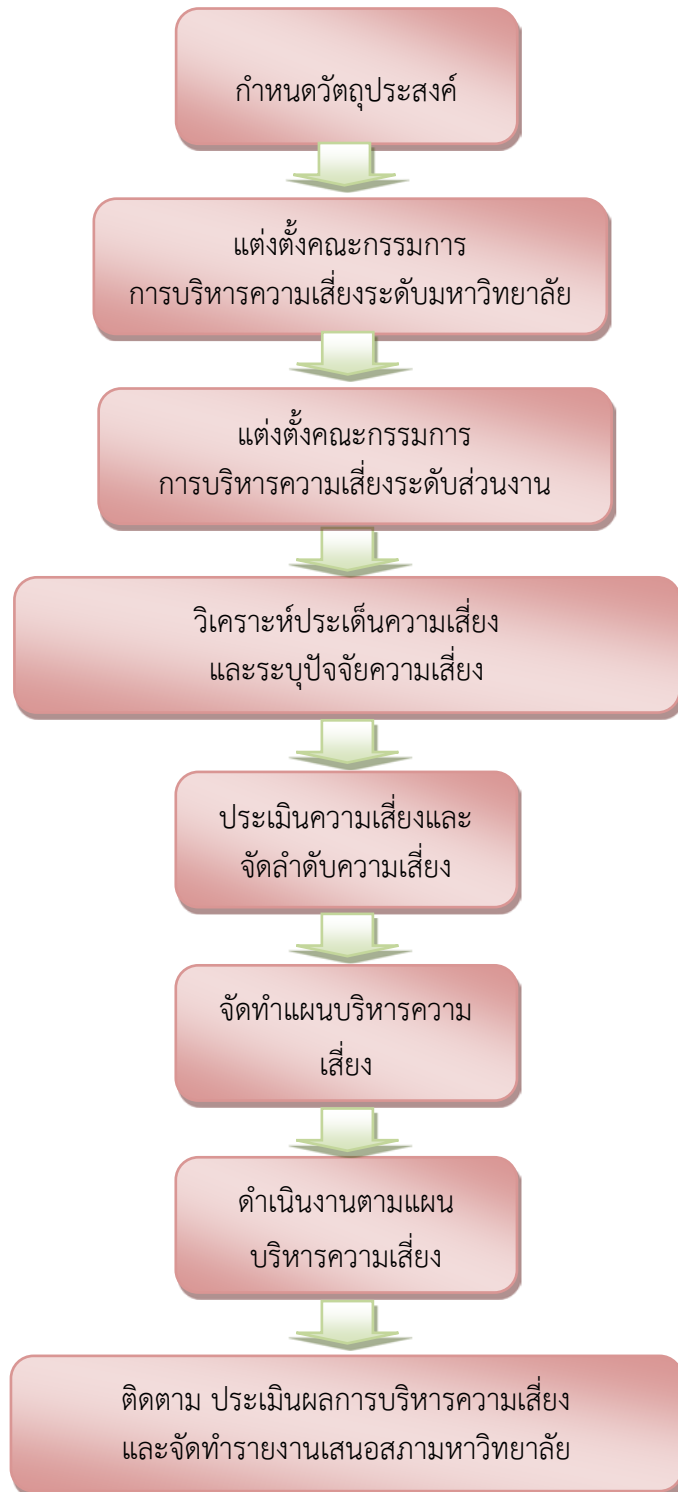 กำหนดวัตถุประสงค์
แต่งตั้งคณะกรรมการ
การบริหารความเสี่ยงระดับมหาวิทยาลัย
แต่งตั้งคณะกรรมการ
การบริหารความเสี่ยงระดับส่วนงาน
วิเคราะห์ประเด็นความเสี่ยง
และระบุปัจจัยความเสี่ยง
ประเมินความเสี่ยงและ
จัดลำดับความเสี่ยง
จัดทำแผนบริหารความ
เสี่ยง
ดำเนินงานตามแผน
บริหารความเสี่ยง
ติดตาม ประเมินผลการบริหารความเสี่ยง
และจัดทำรายงานเสนอสภามหาวิทยาลัย